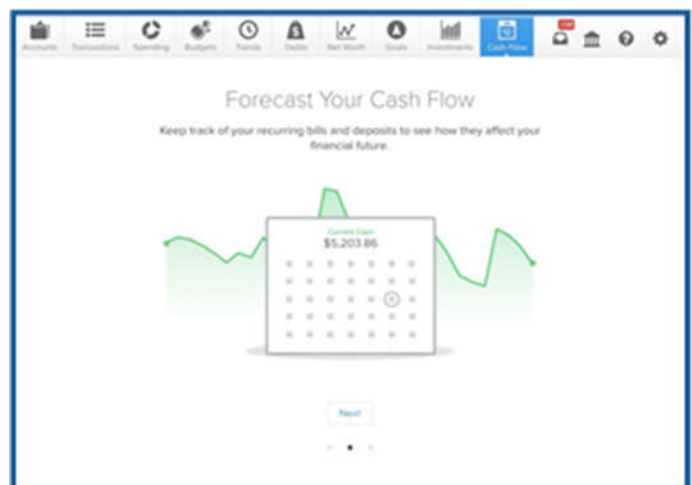 Accounts
Transactions
Spending
Budgets
Trends
Debts
Net Worth
Goals
Investments
Cash Flow
Forecast Your Cash Flow
Keep track of your recurring bills and deposits to see how they affect your
financial future.
Current Cash
$5,203.86
Next